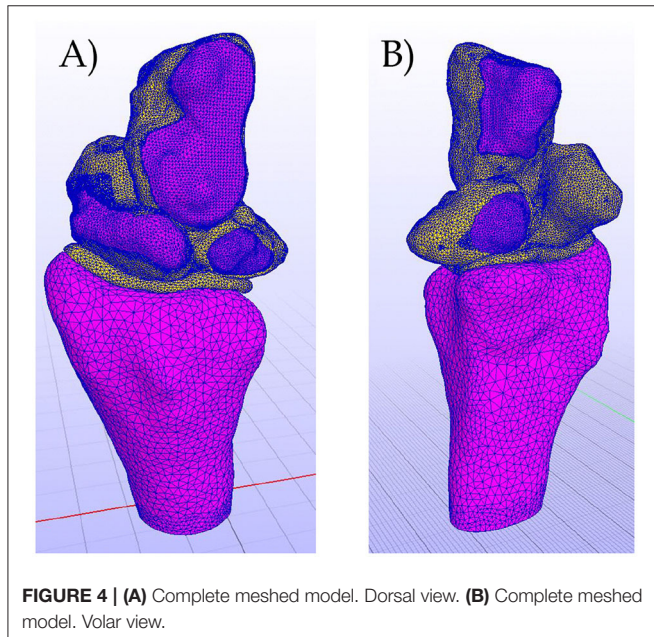 A)
B)
FIGURE 4 | (A) Complete meshed model. Dorsal view. (B) Complete meshed
model. Volar view.